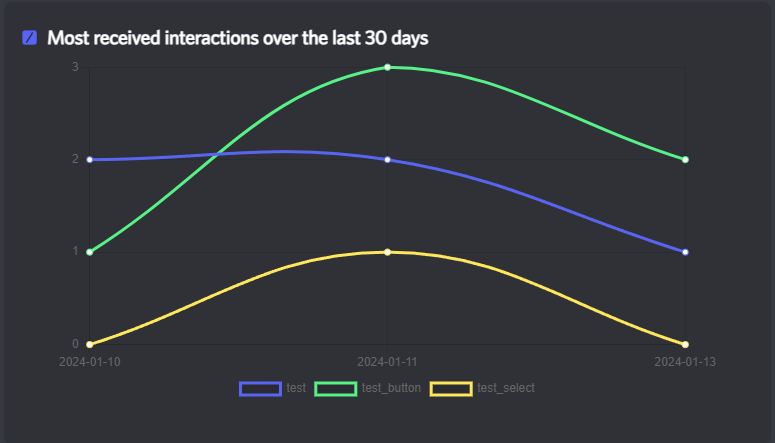 Most received interactions over the last 30 days
3
2
1
0
2024-01-10 2024-01-11 2024-01-13
test test_button test_select